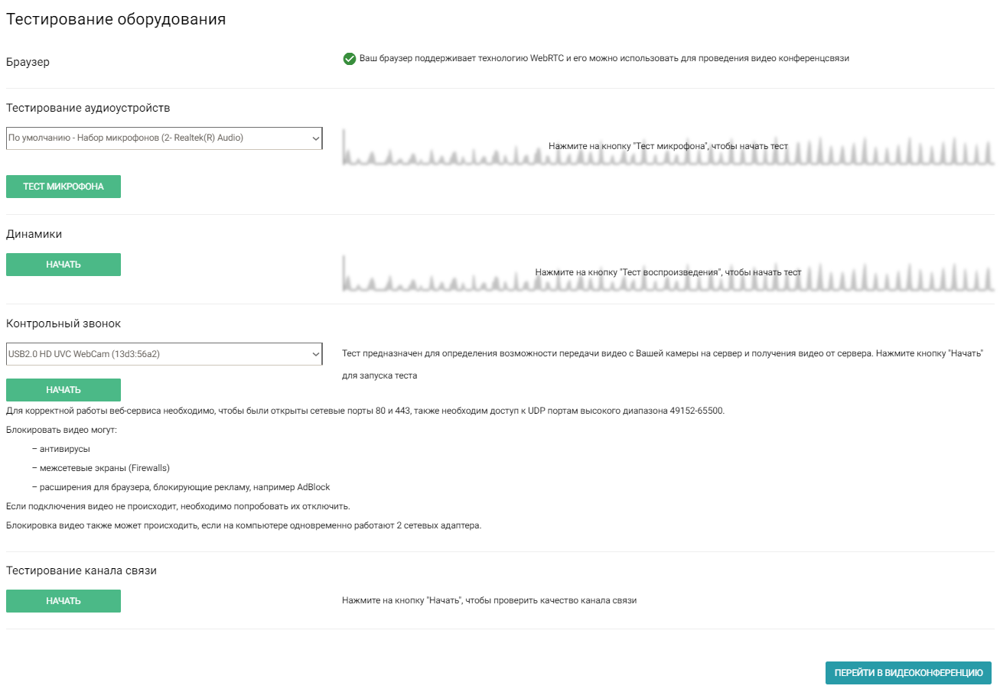 Тестирование оборудования
Браузер
Ваш браузер поддерживает технологию WebRTC и его можно использовать для проведения видео конференцсвязи
Тестирование аудиоустройств
По умолчанию - Набор микрофонов (2- Realtek(R) Audio)
Нажмите на кнопку "Тест микрофона", чтобы начать тест
ТЕСТ МИКРОФОНА
Динамики
НАЧАТЬ
Нажмите на кнопку "Тест воспроизведения", чтобы начать тест
Контрольный звонок
USB2.0 HD UVC WebCam (13d3:56a2)
Тест предназначен для определения возможности передачи видео с Вашей камеры на сервер и получения видео от сервера. Нажмите кнопку "Начать"
для запуска теста
НАЧАТЬ
Для корректной работы веб-сервиса необходимо, чтобы были открыты сетевые порты 80 и 443, также необходим доступ к UDP портам высокого диапазона 49152-65500.
Блокировать видео могут:
– антивирусы
– межсетевые экраны (Firewalls)
– расширения для браузера, блокирующие рекламу, например AdBlock
Если подключения видео не происходит, необходимо попробовать их отключить.
Блокировка видео также может происходить, если на компьютере одновременно работают 2 сетевых адаптера.
Тестирование канала связи
НАЧАТЬ
Нажмите на кнопку "Начать", чтобы проверить качество канала связи
ПЕРЕЙТИ В ВИДЕОКОНФЕРЕНЦИЮ